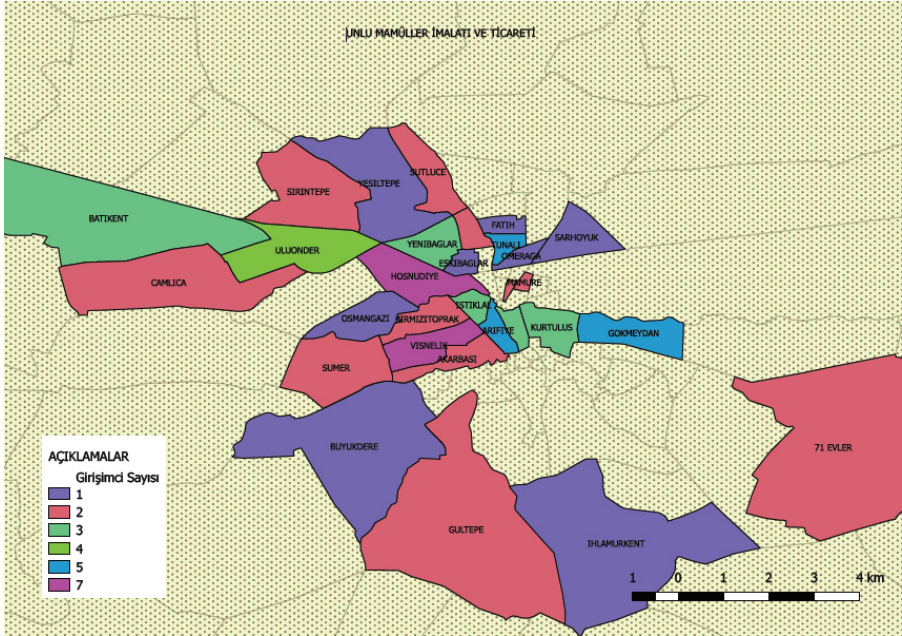 UNLU MAMÜLLER İMALATI VE TİCARETİ
SUTLUCE
YESILTEPE
SIRINTEPE
BATIKENT
FATIH
SARHOYUK
TUNALI
YENIBAGLAR
ULUONDER
OMERAGA
ESKIBAGLAR
HOSNUDIYE
CAMLICA
MAMURE
ISTIKLAL
OSMANGAZI
KIRMIZITOPRAK
ARIFIYE
KURTULUS
GOKMEYDAN
VISNELIK
AKARBASI
SUMER
BUYUKDERE
71 EVLER
GULTEPE
IHLAMURKENT
AÇIKLAMALAR
Girişimci Sayısı
1
2
3
4
5
7
1 0 1 2 3 4 km